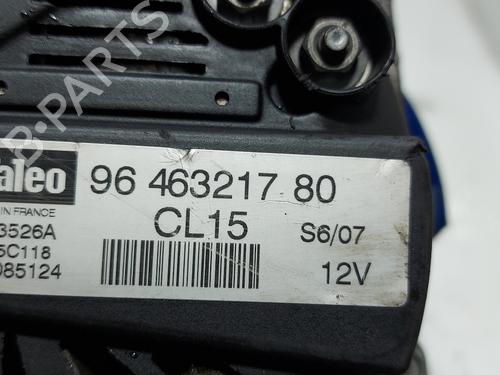 B-PARTS
aleo
96 463217 80
IN FRANCE
3526A
CL15
S6/07
5C118
085124
12V